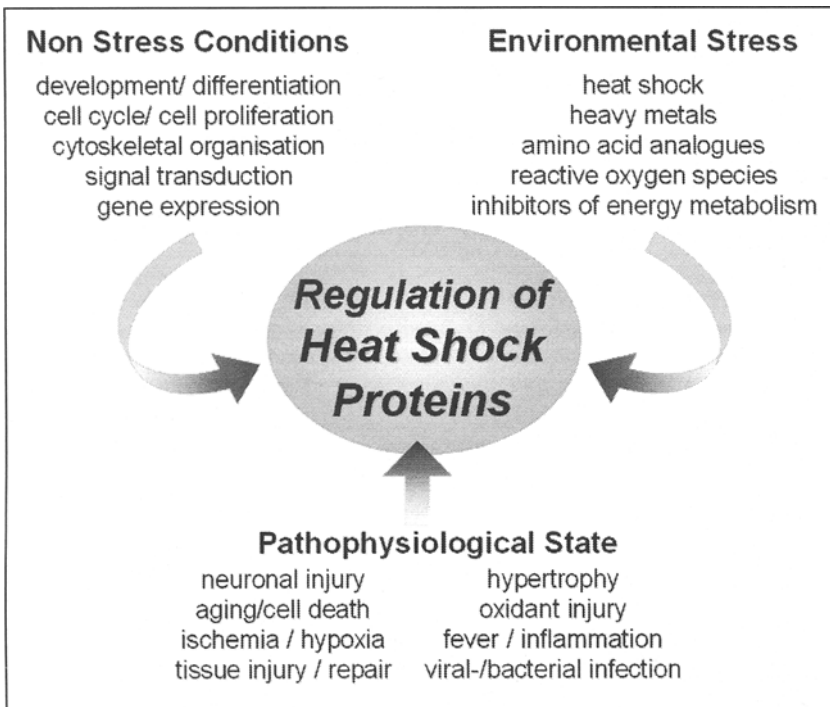 Non Stress Conditions
development/ differentiation
cell cycle/ cell proliferation
cytoskeletal organisation
signal transduction
gene expression
Environmental Stress
heat shock
heavy metals
amino acid analogues
reactive oxygen species
inhibitors of energy metabolism
Regulation of
Heat Shock
Proteins
Pathophysiological State
neuronal injury
aging/cell death
ischemia / hypoxia
tissue injury / repair
hypertrophy
oxidant injury
fever / inflammation
viral-/bacterial infection